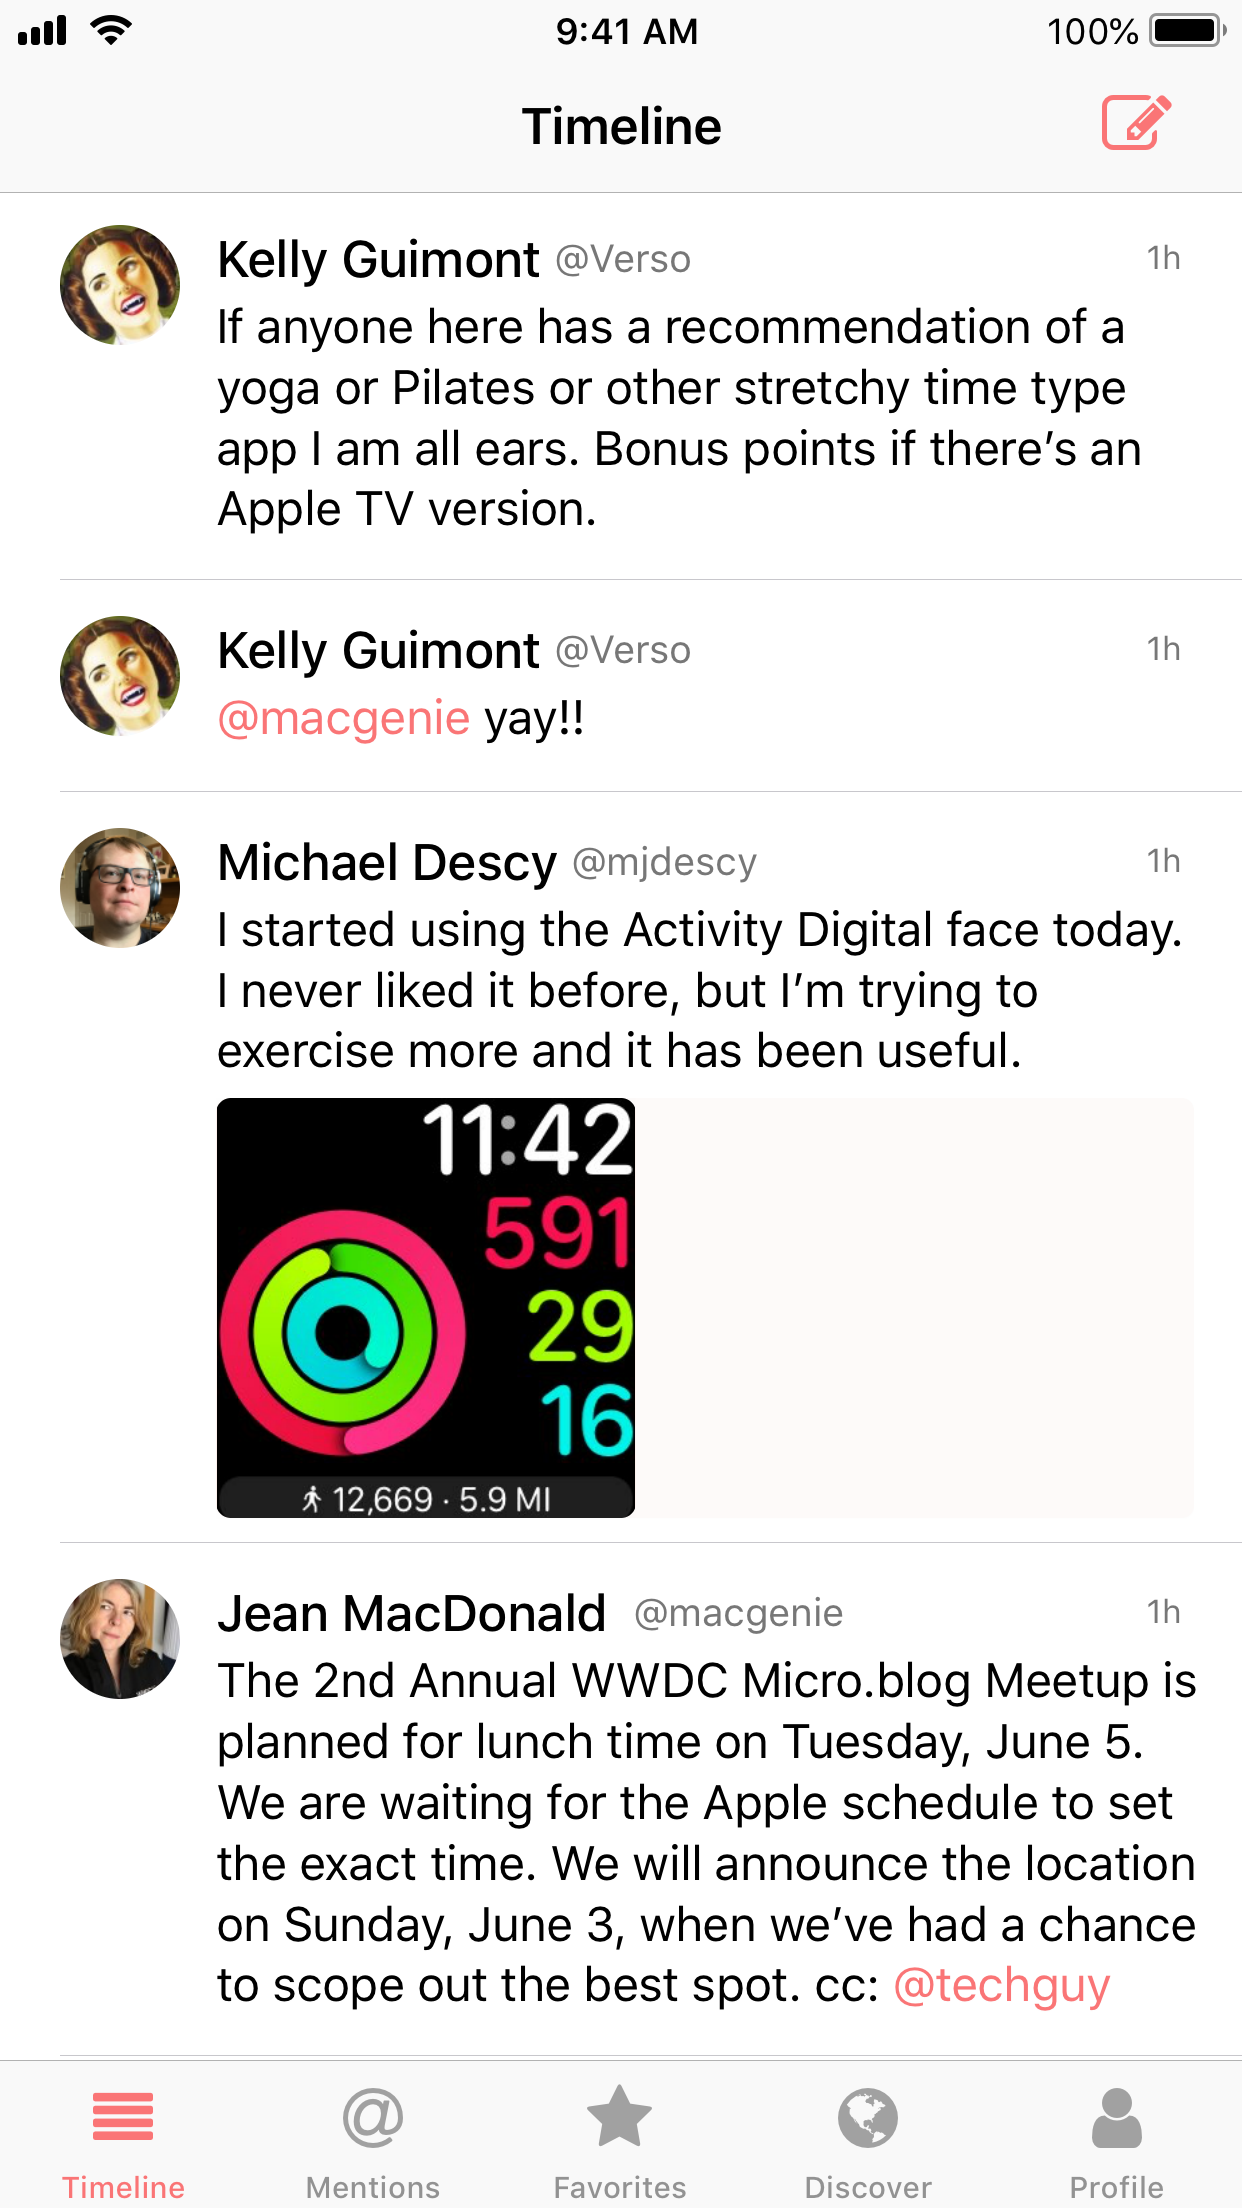 9:41 AM
100%
Timeline
Kelly Guimont @Verso 1h
If anyone here has a recommendation of a
yoga or Pilates or other stretchy time type
app I am all ears. Bonus points if there’s an
Apple TV version.
Kelly Guimont @Verso 1h
@macgenie yay!!
Michael Descy @mjdescy 1h
I started using the Activity Digital face today.
I never liked it before, but I’m trying to
exercise more and it has been useful.
11:42
591
29
16
12,669 · 5.9 MI
Jean MacDonald @macgenie 1h
The 2nd Annual WWDC Micro.blog Meetup is
planned for lunch time on Tuesday, June 5.
We are waiting for the Apple schedule to set
the exact time. We will announce the location
on Sunday, June 3, when we’ve had a chance
to scope out the best spot. cc: @techguy
Timeline Mentions Favorites Discover Profile